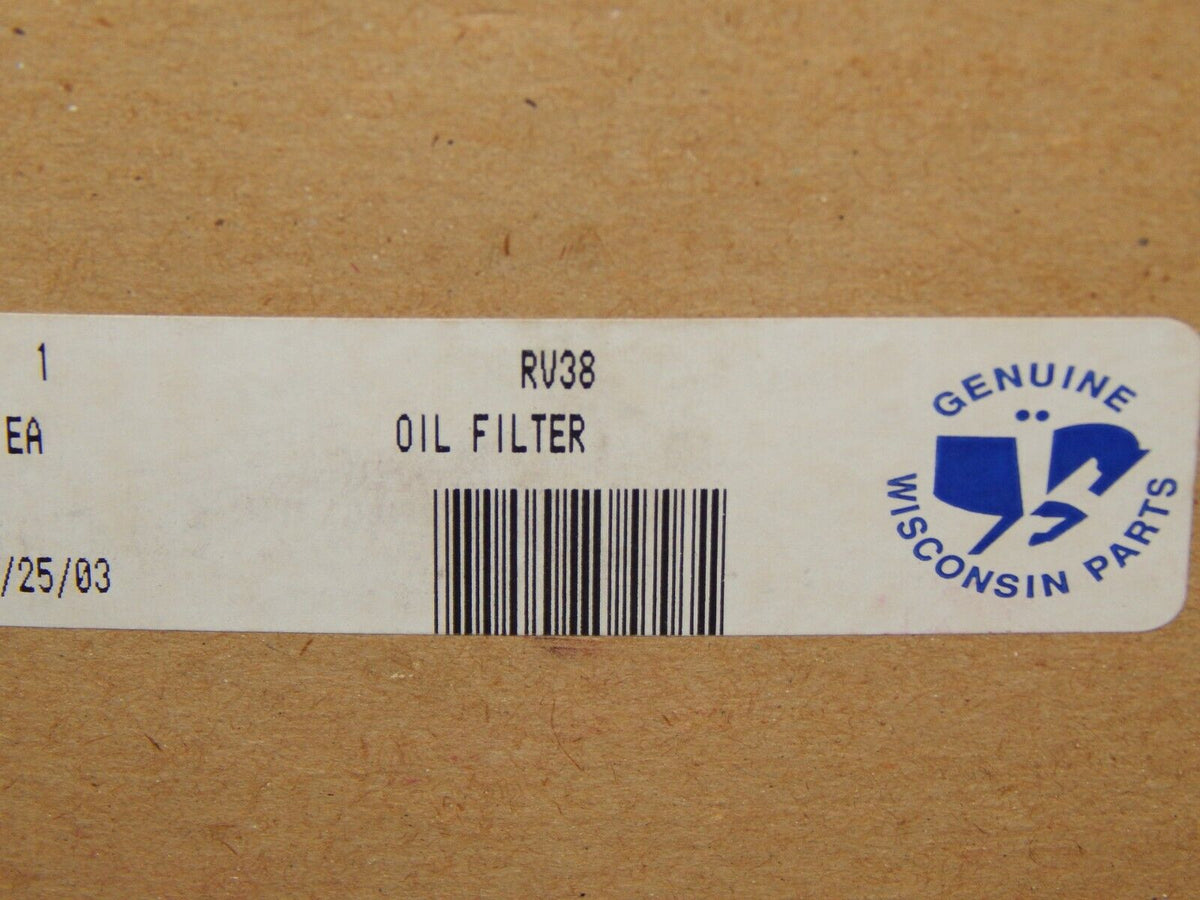 1
RV38
EA
OIL FILTER
/25/03
GENUINE
WISCONSIN PARTS